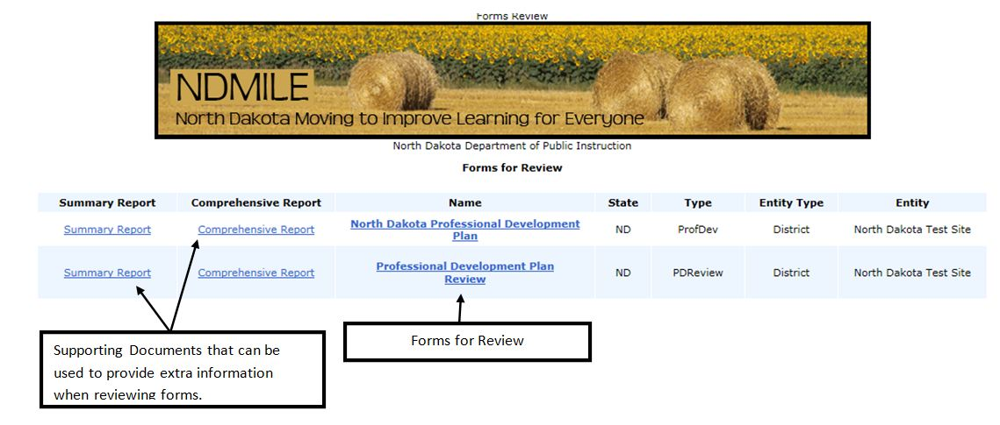 Forms Review
NDMILE
North Dakota Moving to Improve Learning for Everyone
North Dakota Department of Public Instruction
Forms for Review
Summary Report Comprehensive Report Name State Type Entity Type Entity
Summary Report Comprehensive Report North Dakota Professional Development Plan ND ProfDev District North Dakota Test Site
Summary Report Comprehensive Report Professional Development Plan Review ND PDReview District North Dakota Test Site
Supporting Documents that can be
used to provide extra information
when reviewing forms.
Forms for Review